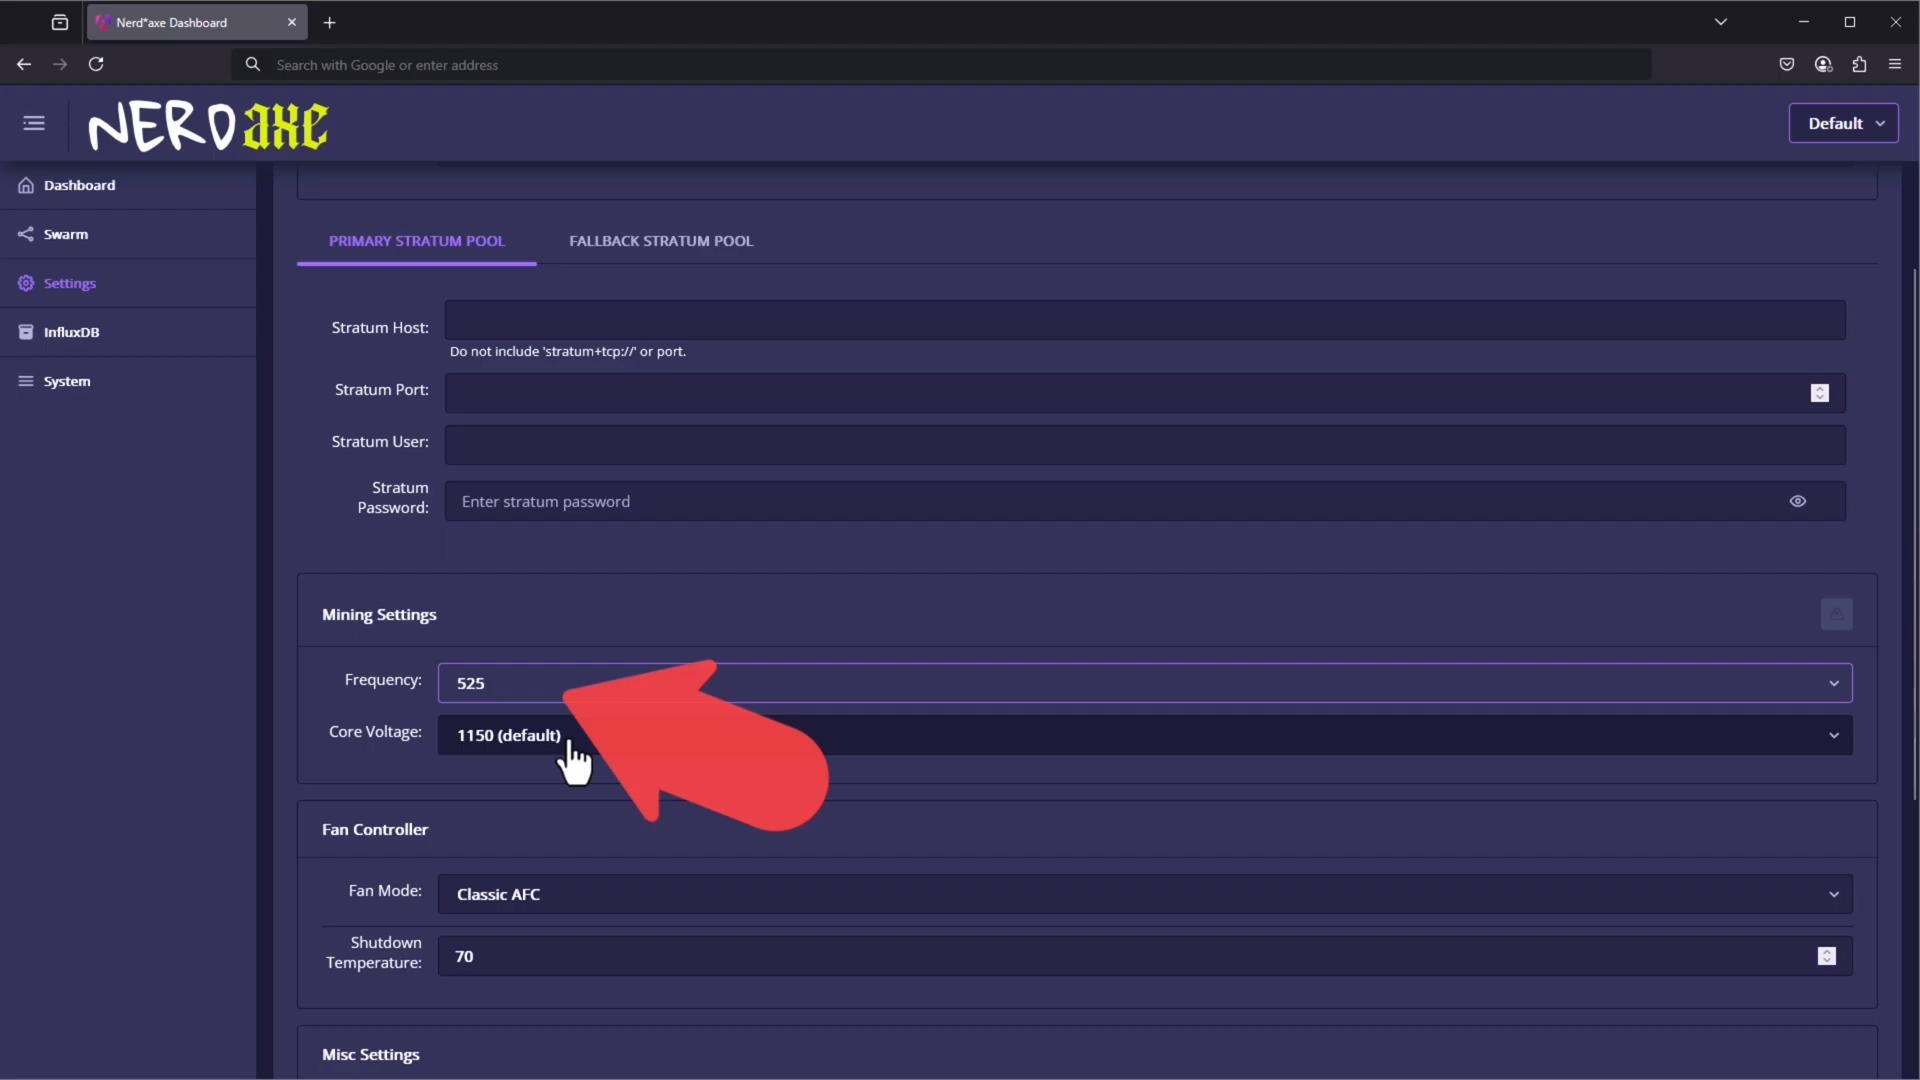 Nerd*axe Dashboard
Search with Google or enter address
NERDaxe
Default
Dashboard
Swarm
Settings
InfluxDB
System
PRIMARY STRATUM POOL
FALLBACK STRATUM POOL
Stratum Host:
Do not include 'stratum+tcp://' or port.
Stratum Port:
Stratum User:
Stratum
Password:
Enter stratum password
Mining Settings
Frequency:
525
Core Voltage:
1150 (default)
Fan Controller
Fan Mode:
Classic AFC
Shutdown
Temperature:
70
Misc Settings